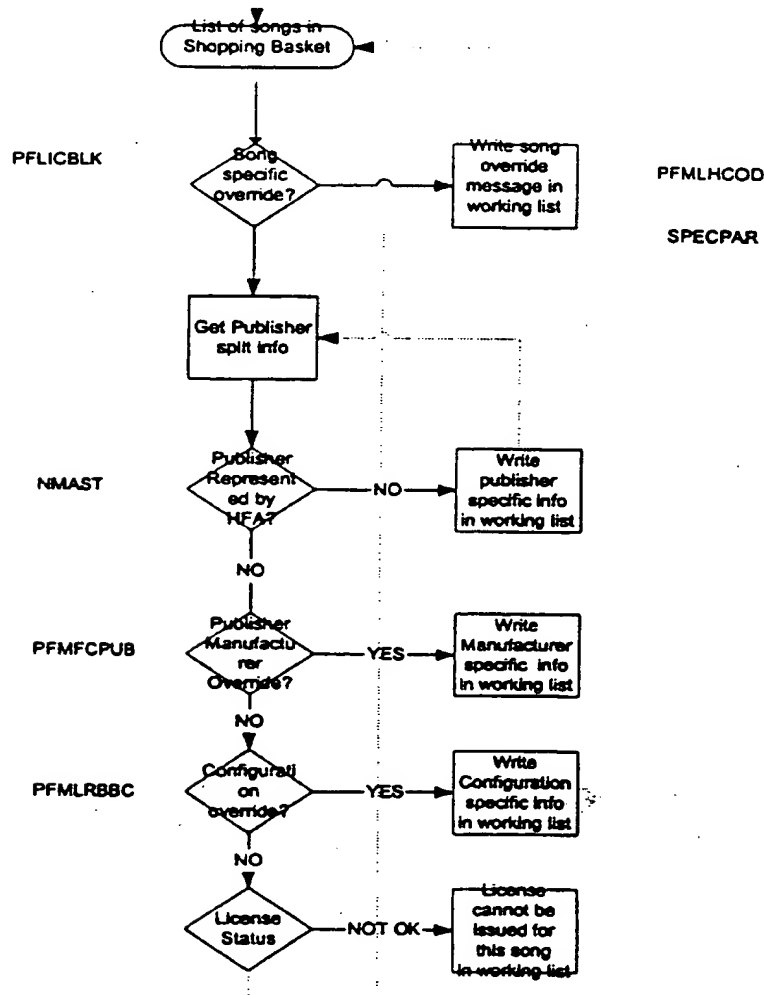 List of songs in
Shopping Basket
PFLICBLK
Song
specific
override?
Write song
override
message in
working list
PFMLHCOD
SPECPAR
Get Publisher
split info
NMAST
Publisher
Represent
ed by
HFA?
NO
Write
publisher
specific info
in working list
NO
PFMFCPUB
Publisher
Manufactu
rer
Override?
YES
Write
Manufacturer
specific info
in working list
NO
PFMLRBBC
Configurati
on
override?
YES
Write
Configuration
specific info
in working list
NO
License
Status
NOT OK
License
cannot be
issued for
this song
in working list